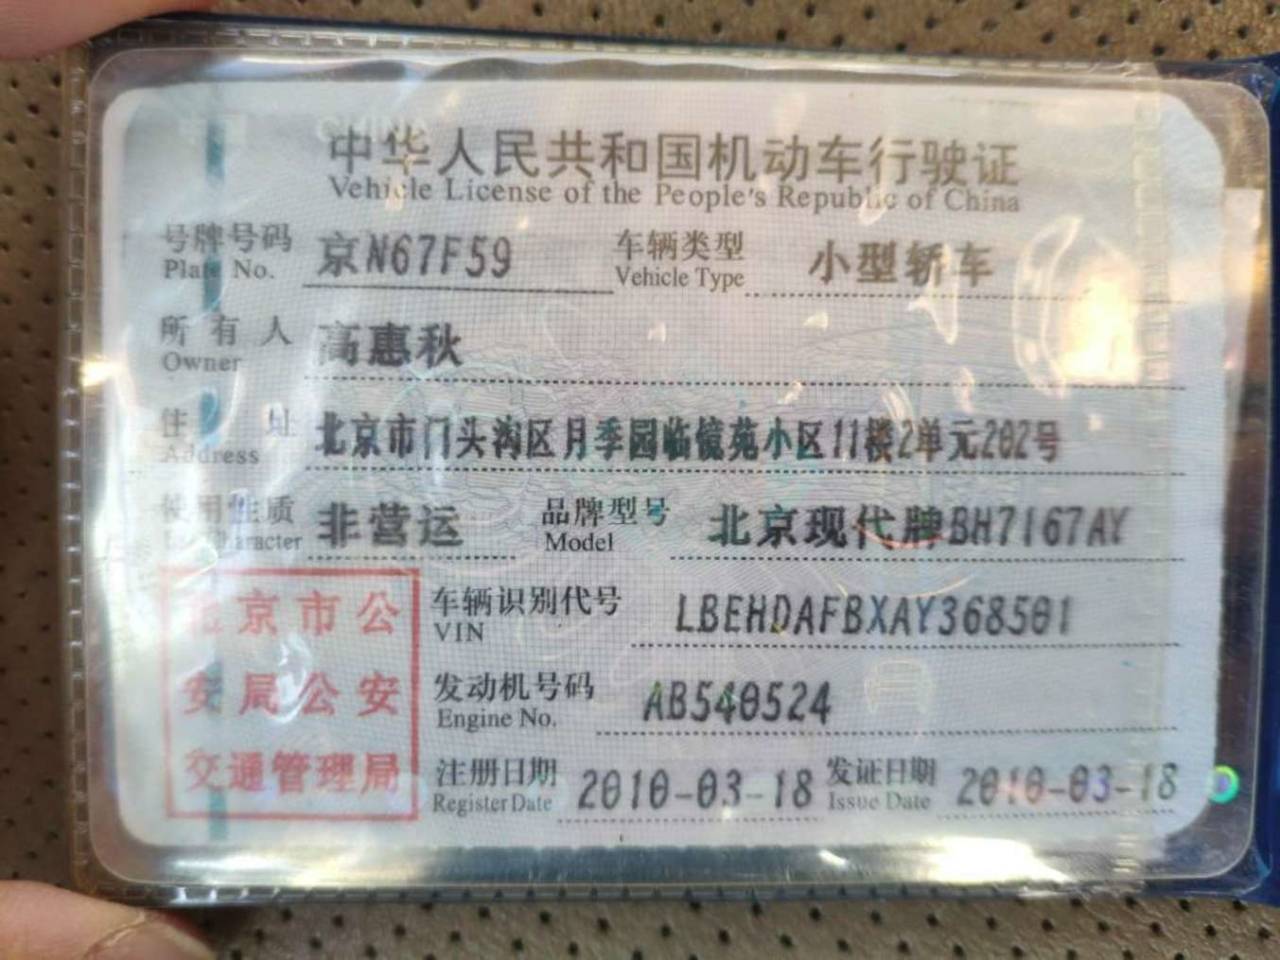 中华人民共和国机动车行驶证
Vehicle License of the People's Republic of China
号牌号码 京N67F59 车辆类型 小型轿车
Plate No. Vehicle Type
所有人 高惠秋
Owner
住址 北京市门头沟区月季园临镜苑小区11楼2单元202号
Address
使用性质 非营运 品牌型号 北京现代牌BH7167AY
Character Model
北京市公
安局公安
交通管理局
车辆识别代号 LBEHDAFBXAY368501
VIN
发动机号码 AB540524
Engine No.
注册日期 2010-03-18 发证日期 2010-03-18
Register Date Issue Date